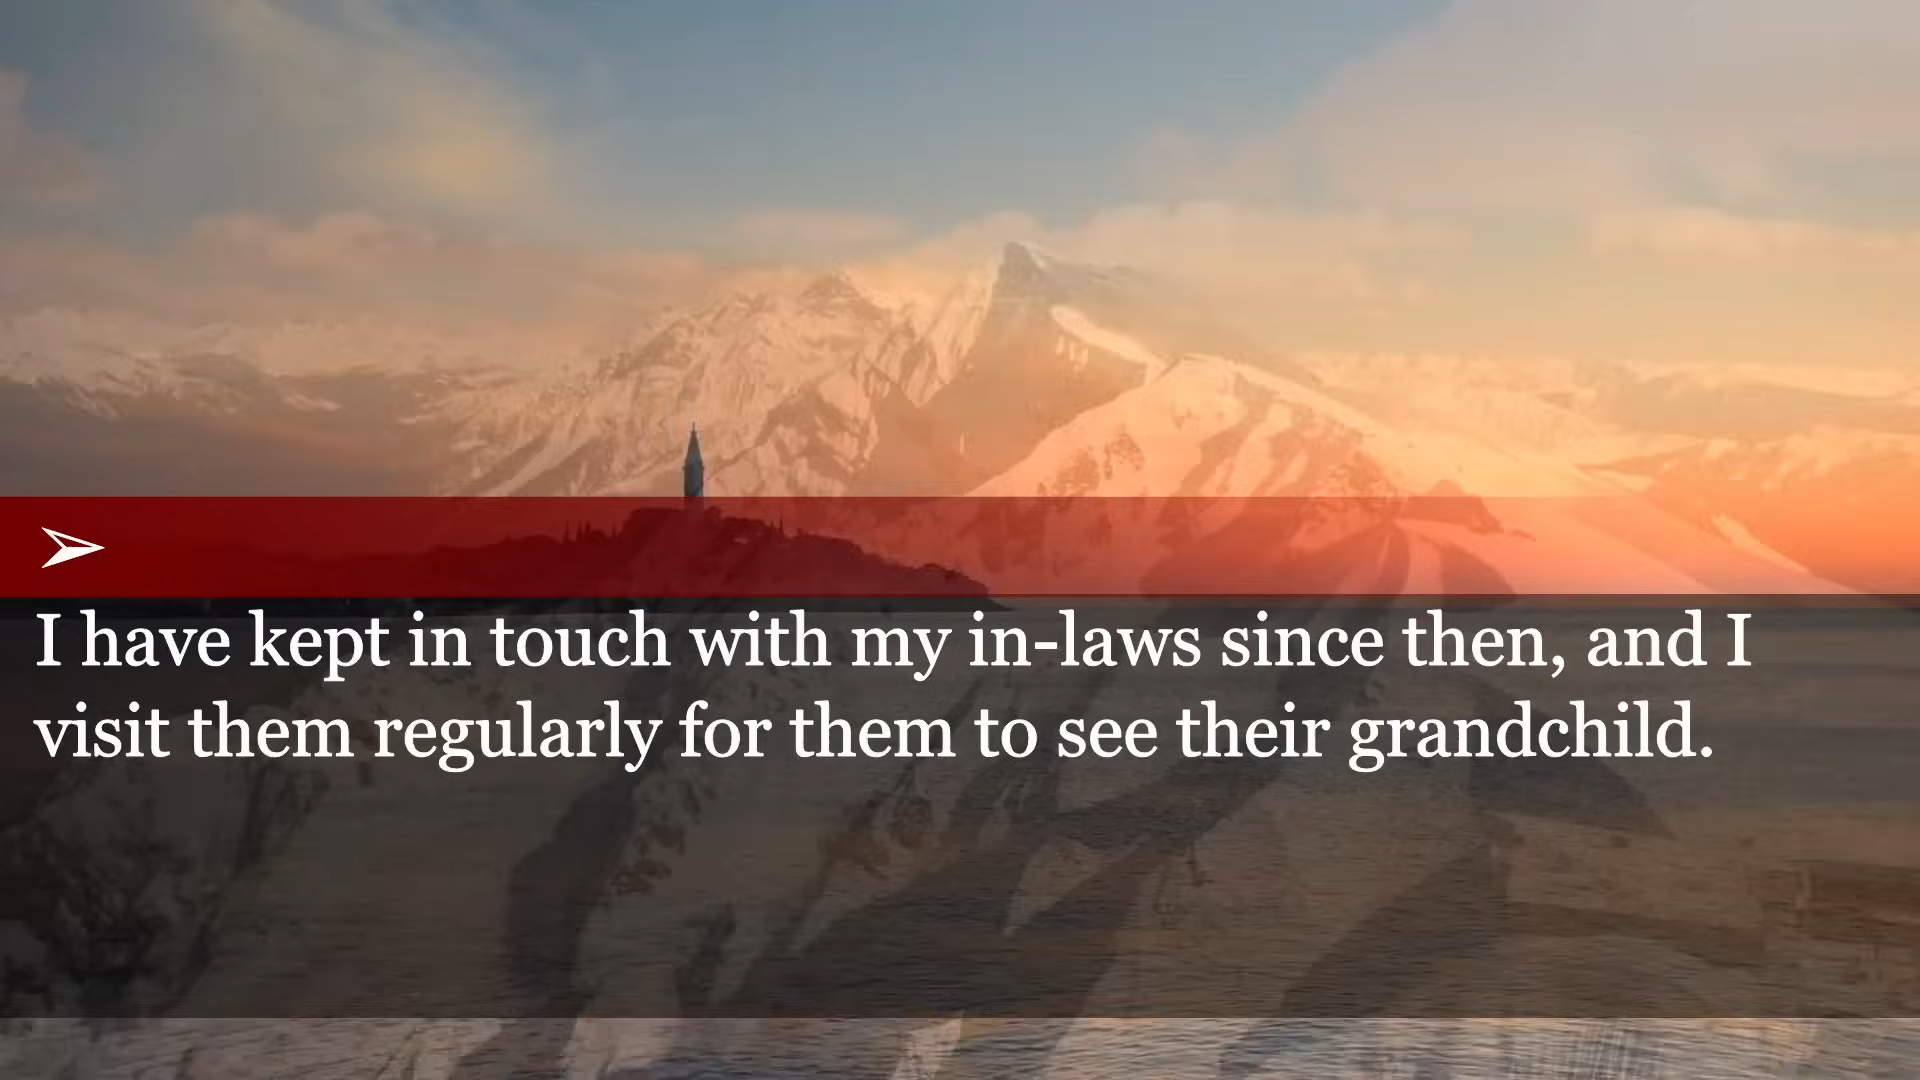 I have kept in touch with my in-laws since then, and I
visit them regularly for them to see their grandchild.